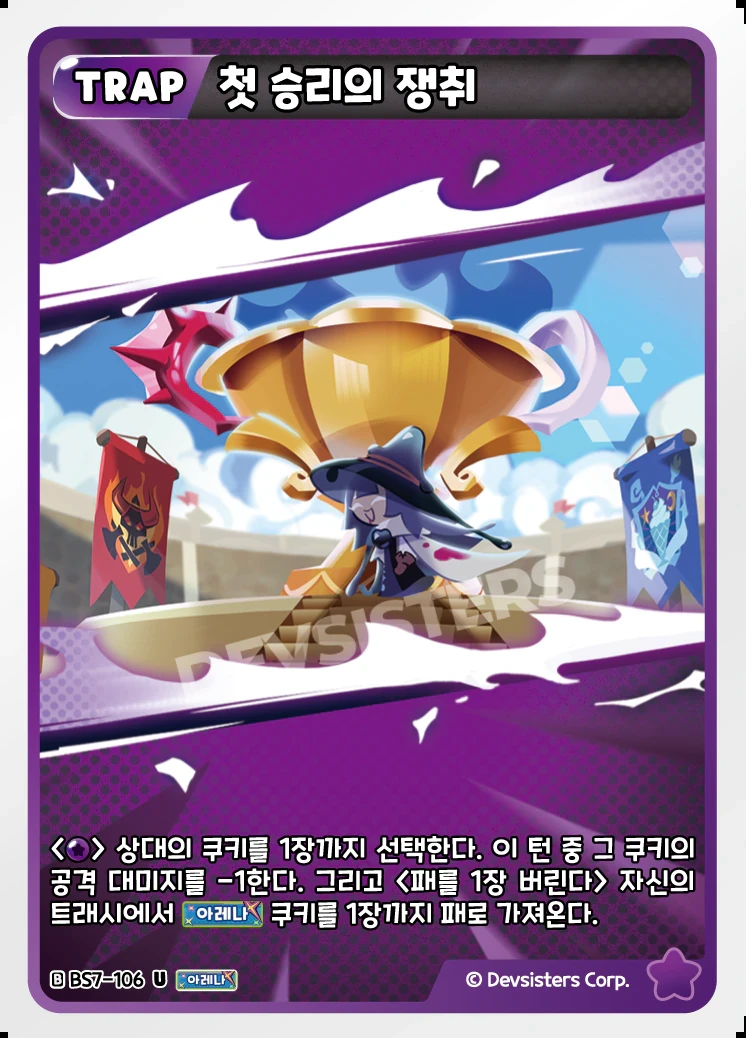 TRAP 첫 승리의 쟁취
DEVSISTERS
< > 상대의 쿠키를 1장까지 선택한다. 이 턴 중 그 쿠키의
공격 대미지를 -1한다. 그리고 <패를 1장 버린다> 자신의
트래시에서 아레나 쿠키를 1장까지 패로 가져온다.
B BS7-106 U 아레나 © Devsisters Corp.